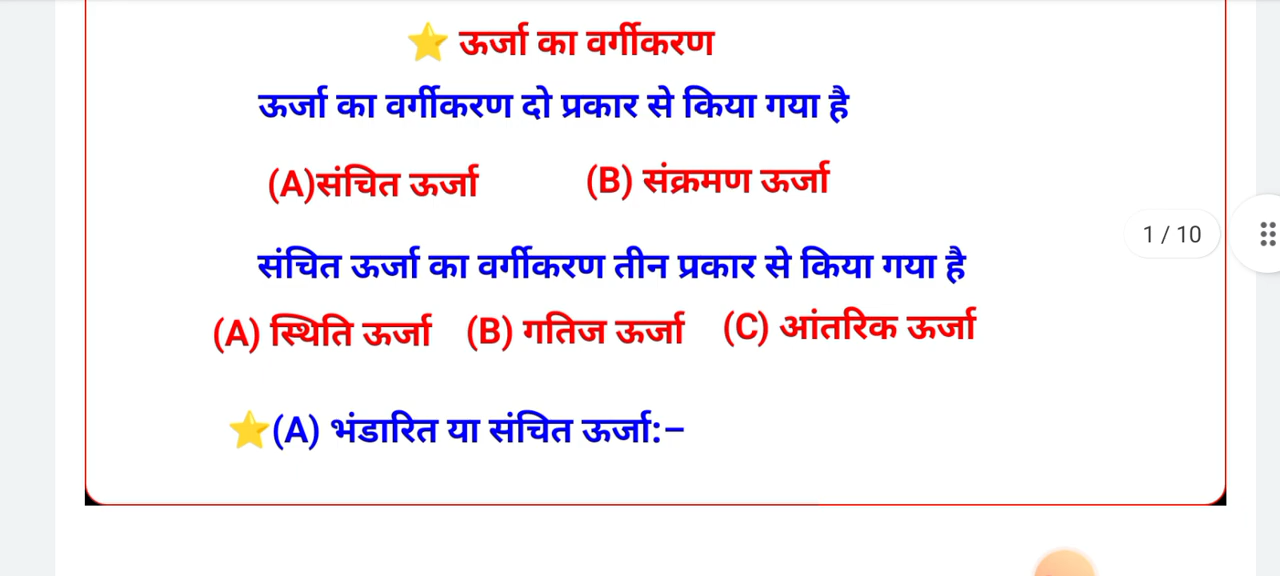 ⭐ ऊर्जा का वर्गीकरण
ऊर्जा का वर्गीकरण दो प्रकार से किया गया है
(A)संचित ऊर्जा (B) संक्रमण ऊर्जा
1 / 10
संचित ऊर्जा का वर्गीकरण तीन प्रकार से किया गया है
(A) स्थिति ऊर्जा (B) गतिज ऊर्जा (C) आंतरिक ऊर्जा
⭐(A) भंडारित या संचित ऊर्जा:–